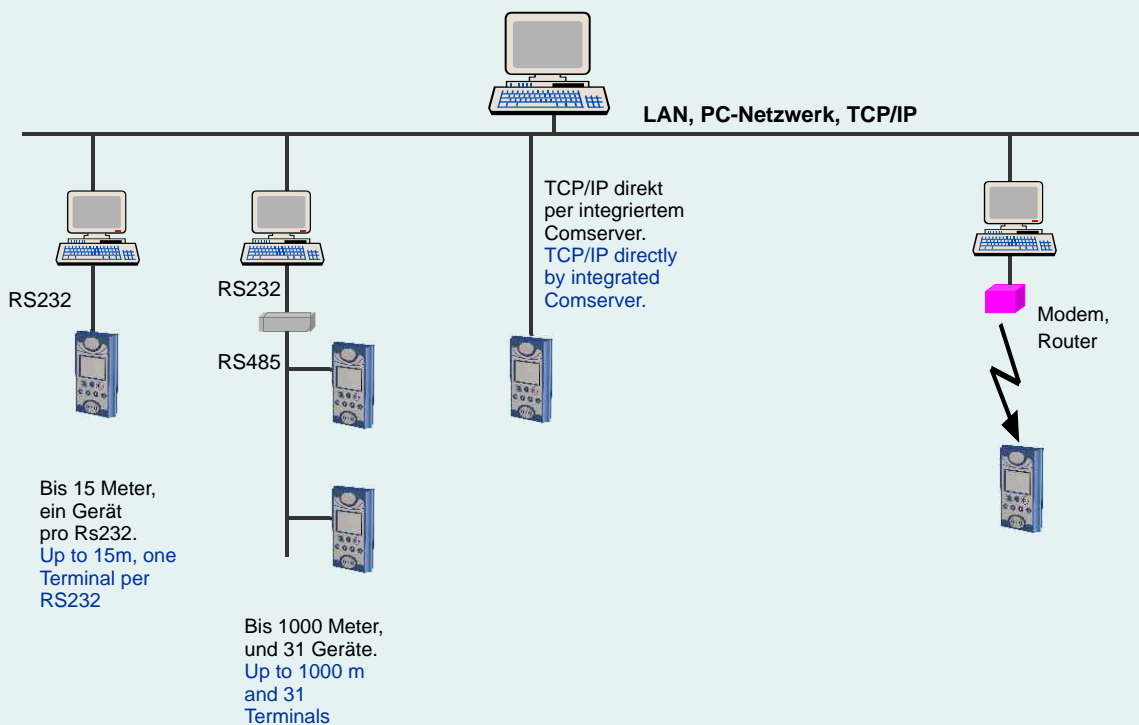 LAN, PC-Netzwerk, TCP/IP
RS232
Bis 15 Meter,
ein Gerät
pro Rs232.
Up to 15m, one
Terminal per
RS232
RS232
RS485
Bis 1000 Meter,
und 31 Geräte.
Up to 1000 m
and 31
Terminals
TCP/IP direkt
per integriertem
Comserver.
TCP/IP directly
by integrated
Comserver.
Modem,
Router